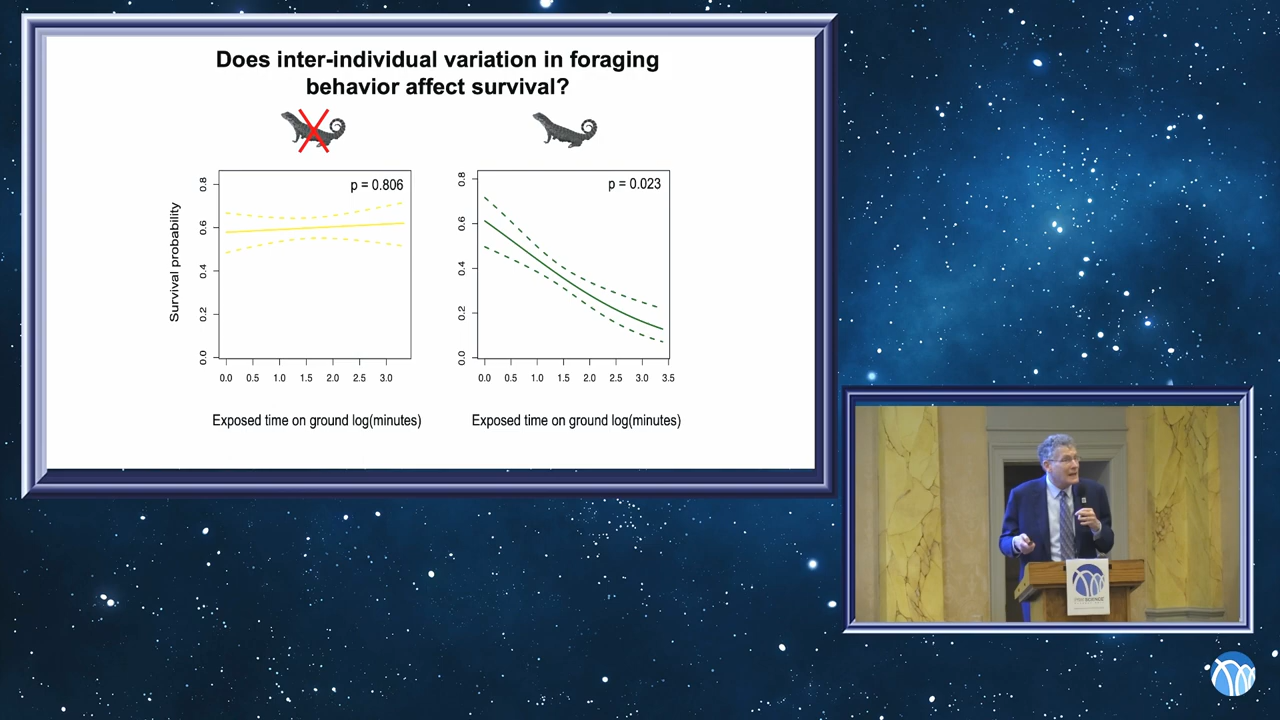 Does inter-individual variation in foraging
behavior affect survival?
p = 0.806
Survival probability
0.8
0.6
0.4
0.2
0.0
0.0 0.5 1.0 1.5 2.0 2.5 3.0
Exposed time on ground log(minutes)
p = 0.023
0.8
0.6
0.4
0.2
0.0
0.0 0.5 1.0 1.5 2.0 2.5 3.0 3.5
Exposed time on ground log(minutes)
SCIENCE